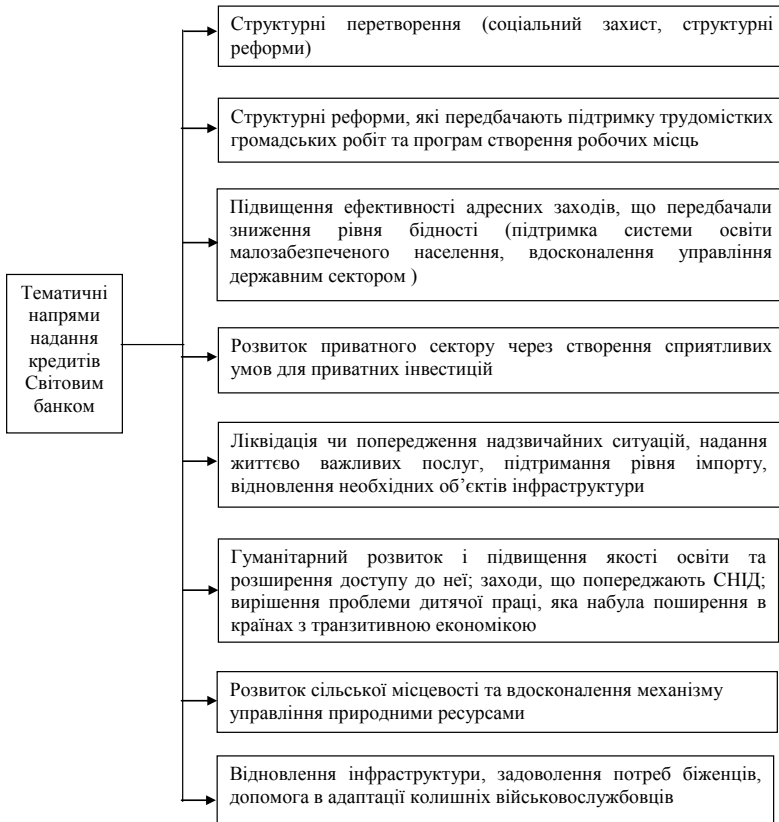 Структурні перетворення (соціальний захист, структурні
реформи)
Структурні реформи, які передбачають підтримку трудомістких
громадських робіт та програм створення робочих місць
Підвищення ефективності адресних заходів, що передбачали
зниження рівня бідності (підтримка системи освіти
малозабезпеченого населення, вдосконалення управління
державним сектором )
Тематичні
напрями
надання
кредитів
Світовим
банком
Розвиток приватного сектору через створення сприятливих
умов для приватних інвестицій
Ліквідація чи попередження надзвичайних ситуацій, надання
життєво важливих послуг, підтримання рівня імпорту,
відновлення необхідних об’єктів інфраструктури
Гуманітарний розвиток і підвищення якості освіти та
розширення доступу до неї; заходи, що попереджають СНІД;
вирішення проблеми дитячої праці, яка набула поширення в
країнах з транзитивною економікою
Розвиток сільської місцевості та вдосконалення механізму
управління природними ресурсами
Відновлення інфраструктури, задоволення потреб біженців,
допомога в адаптації колишніх військовослужбовців